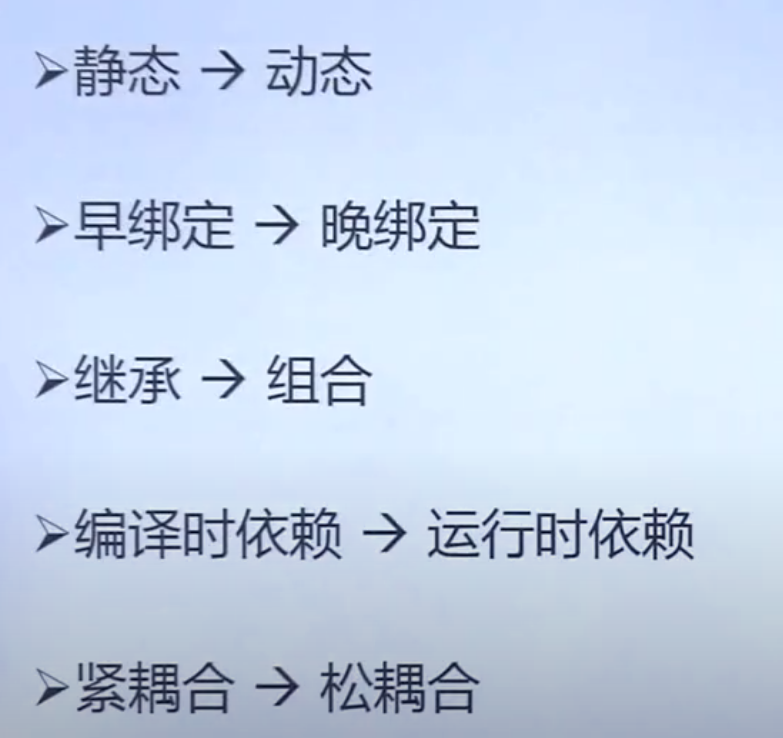 ➢静态 → 动态
➢早绑定 → 晚绑定
➢继承 → 组合
➢编译时依赖 → 运行时依赖
➢紧耦合 → 松耦合